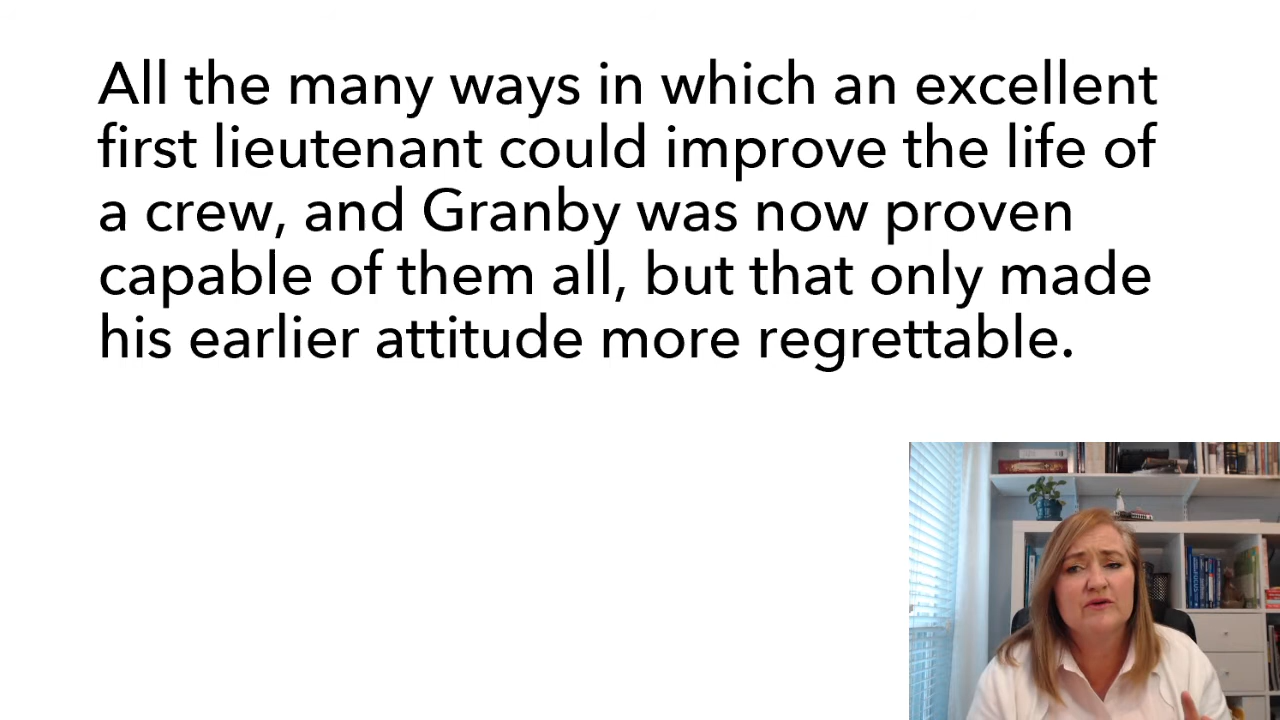 All the many ways in which an excellent
first lieutenant could improve the life of
a crew, and Granby was now proven
capable of them all, but that only made
his earlier attitude more regrettable.